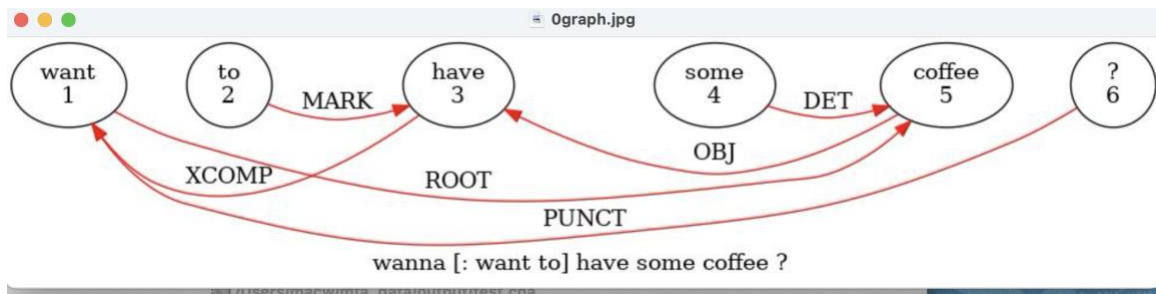 0graph.jpg
want
1
to
2
have
3
some
4
coffee
5
?
6
MARK
DET
OBJ
XCOMP
ROOT
PUNCT
wanna [: want to] have some coffee ?